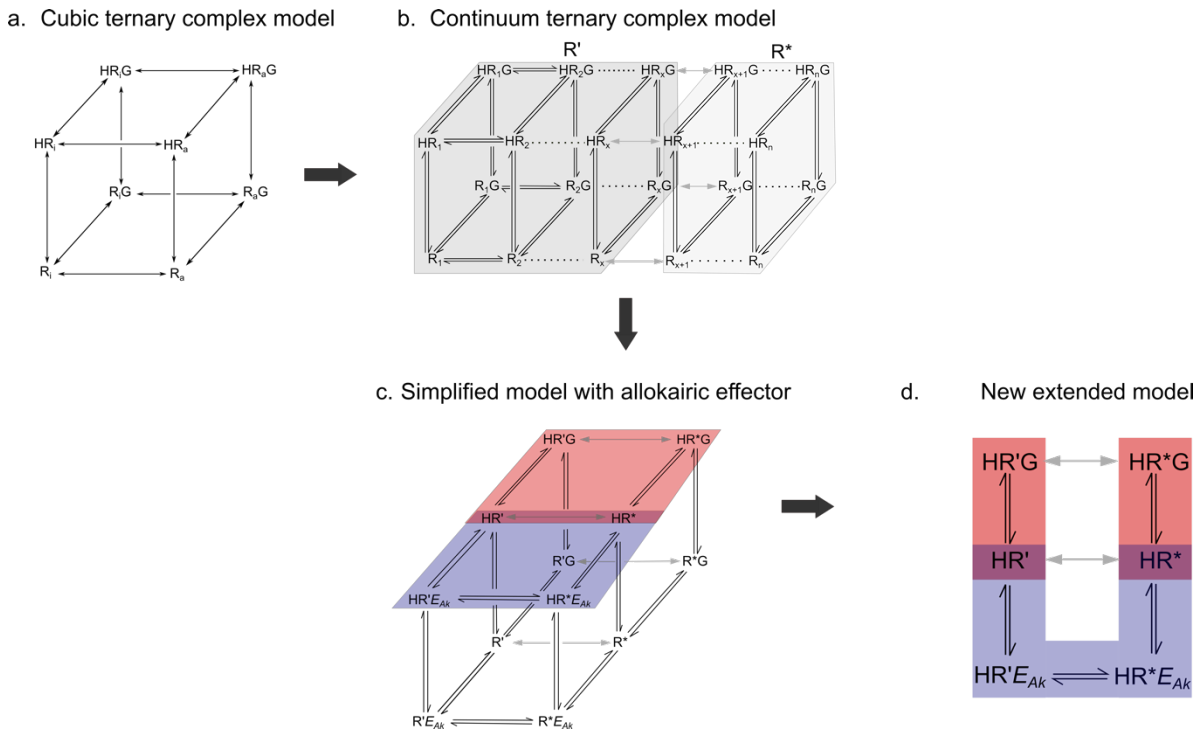 a. Cubic ternary complex model
HRiG HRaG
HRi HRa
RiG RaG
Ri Ra
b. Continuum ternary complex model
R' R*
HR1G HR2G ······ HRxG HRx+1G ····· HRnG
HR1 HR2 ········ HRx HRx+1 ······· HRn
R1G R2G ······· RxG Rx+1G ······ RnG
R1 R2 ········ Rx Rx+1 ······· Rn
c. Simplified model with allokairic effector
HR'G HR*G
HR' HR*
R'G R*G
HR'EAk HR*EAk
R' R*
R'EAk R*EAk
d. New extended model
HR'G HR*G
HR' HR*
HR'EAk HR*EAk